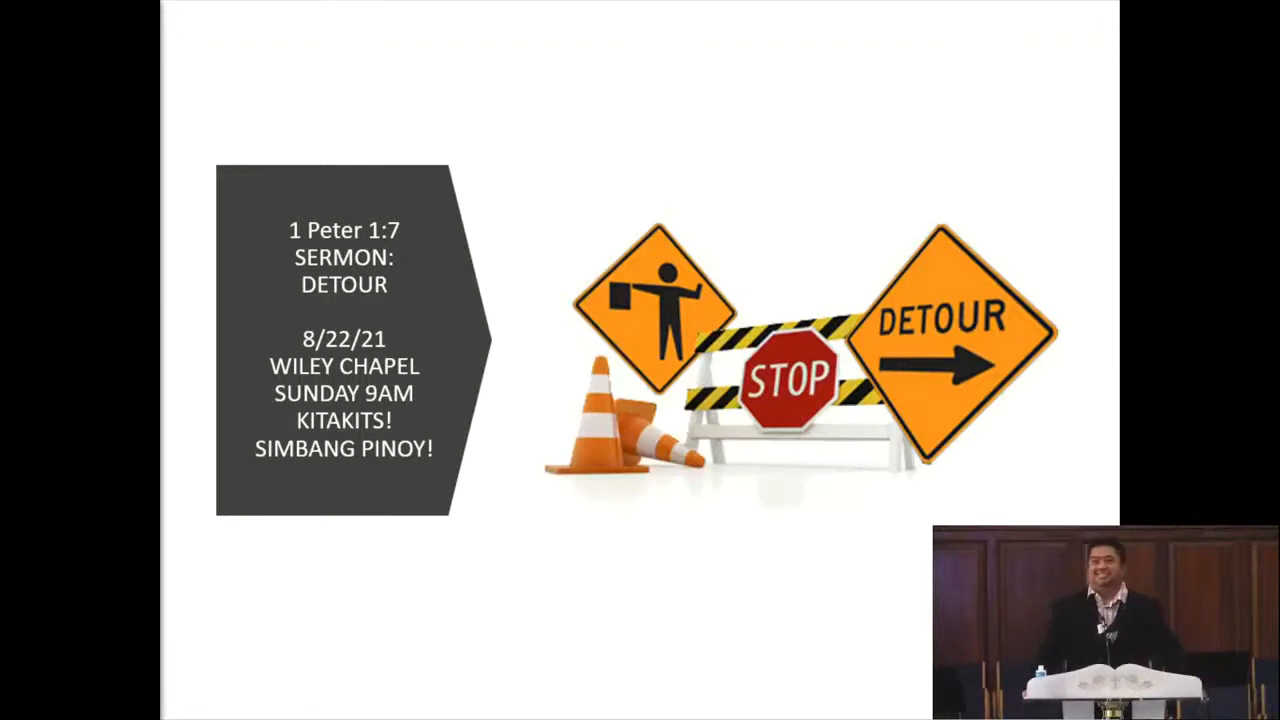 1 Peter 1:7
SERMON:
DETOUR
8/22/21
WILEY CHAPEL
SUNDAY 9AM
KITAKITS!
SIMBANG PINOY!
DETOUR
STOP